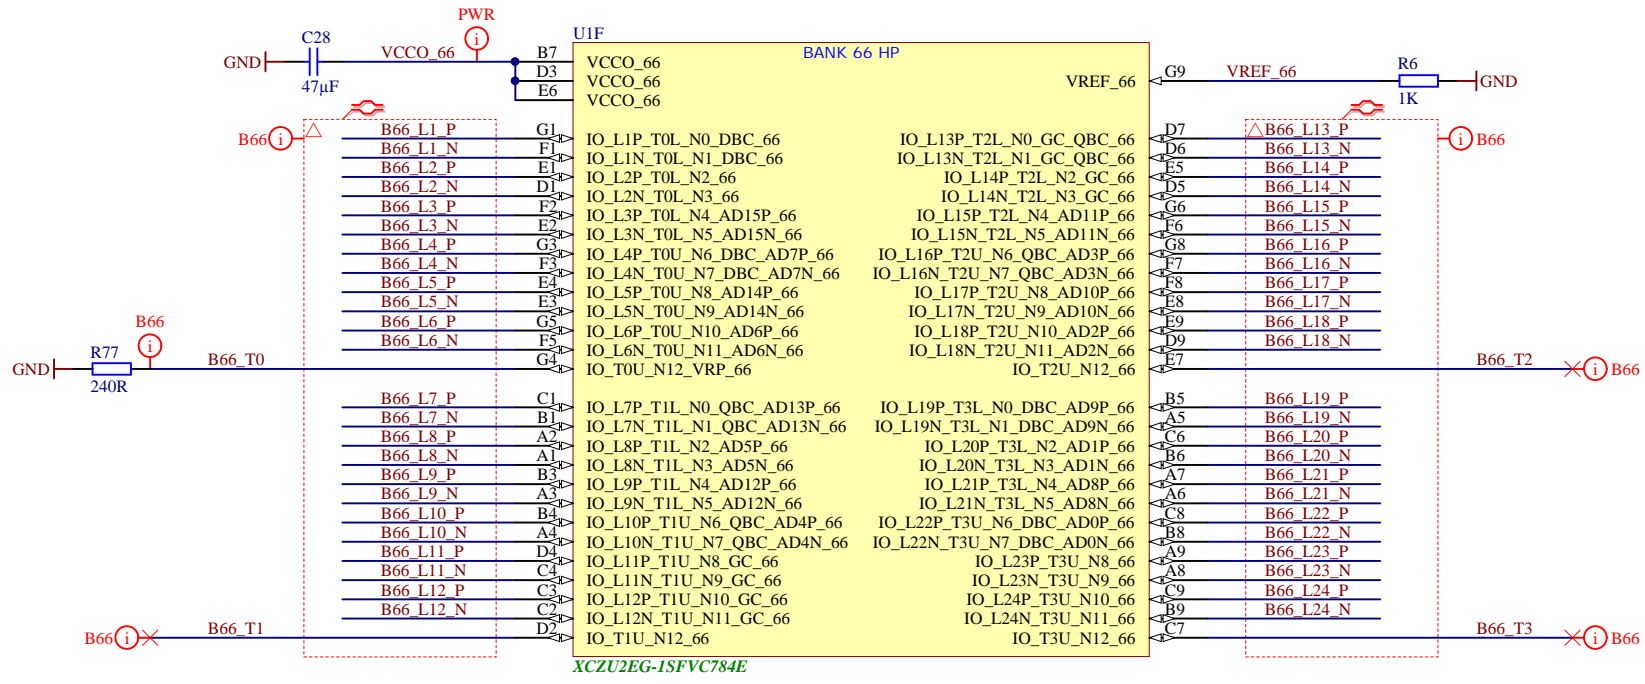 PWR
U1F
BANK 66 HP
C28
GND VCCO_66 B7 VCCO_66
47µF
D3 VCCO_66
E6 VCCO_66
VREF_66 G9 VREF_66 R6 GND
1K
B66 B66_L1_P G1 IO_L1P_T0L_N0_DBC_66 IO_L13P_T2L_N0_GC_QBC_66 D7 B66_L13_P B66
B66_L1_N F1 IO_L1N_T0L_N1_DBC_66 IO_L13N_T2L_N1_GC_QBC_66 D6 B66_L13_N
B66_L2_P E1 IO_L2P_T0L_N2_66 IO_L14P_T2L_N2_GC_66 E5 B66_L14_P
B66_L2_N D1 IO_L2N_T0L_N3_66 IO_L14N_T2L_N3_GC_66 D5 B66_L14_N
B66_L3_P F2 IO_L3P_T0L_N4_AD15P_66 IO_L15P_T2L_N4_AD11P_66 G6 B66_L15_P
B66_L3_N E2 IO_L3N_T0L_N5_AD15N_66 IO_L15N_T2L_N5_AD11N_66 F6 B66_L15_N
B66_L4_P G3 IO_L4P_T0U_N6_DBC_AD7P_66 IO_L16P_T2U_N6_QBC_AD3P_66 G8 B66_L16_P
B66_L4_N F3 IO_L4N_T0U_N7_DBC_AD7N_66 IO_L16N_T2U_N7_QBC_AD3N_66 F7 B66_L16_N
B66_L5_P E4 IO_L5P_T0U_N8_AD14P_66 IO_L17P_T2U_N8_AD10P_66 F8 B66_L17_P
B66_L5_N E3 IO_L5N_T0U_N9_AD14N_66 IO_L17N_T2U_N9_AD10N_66 E8 B66_L17_N
B66_L6_P G5 IO_L6P_T0U_N10_AD6P_66 IO_L18P_T2U_N10_AD2P_66 E9 B66_L18_P
B66_L6_N F5 IO_L6N_T0U_N11_AD6N_66 IO_L18N_T2U_N11_AD2N_66 D9 B66_L18_N
B66
R77
GND B66_T0 G4 IO_T0U_N12_VRP_66 IO_T2U_N12_66 E7 B66_T2 B66
240R
B66_L7_P C1 IO_L7P_T1L_N0_QBC_AD13P_66 IO_L19P_T3L_N0_DBC_AD9P_66 B5 B66_L19_P
B66_L7_N B1 IO_L7N_T1L_N1_QBC_AD13N_66 IO_L19N_T3L_N1_DBC_AD9N_66 A5 B66_L19_N
B66_L8_P A2 IO_L8P_T1L_N2_AD5P_66 IO_L20P_T3L_N2_AD1P_66 C6 B66_L20_P
B66_L8_N A1 IO_L8N_T1L_N3_AD5N_66 IO_L20N_T3L_N3_AD1N_66 B6 B66_L20_N
B66_L9_P B3 IO_L9P_T1L_N4_AD12P_66 IO_L21P_T3L_N4_AD8P_66 A7 B66_L21_P
B66_L9_N A3 IO_L9N_T1L_N5_AD12N_66 IO_L21N_T3L_N5_AD8N_66 A6 B66_L21_N
B66_L10_P B4 IO_L10P_T1U_N6_QBC_AD4P_66 IO_L22P_T3U_N6_DBC_AD0P_66 C8 B66_L22_P
B66_L10_N A4 IO_L10N_T1U_N7_QBC_AD4N_66 IO_L22N_T3U_N7_DBC_AD0N_66 B8 B66_L22_N
B66_L11_P D4 IO_L11P_T1U_N8_GC_66 IO_L23P_T3U_N8_66 A9 B66_L23_P
B66_L11_N C4 IO_L11N_T1U_N9_GC_66 IO_L23N_T3U_N9_66 A8 B66_L23_N
B66_L12_P C3 IO_L12P_T1U_N10_GC_66 IO_L24P_T3U_N10_66 C9 B66_L24_P
B66_L12_N C2 IO_L12N_T1U_N11_GC_66 IO_L24N_T3U_N11_66 B9 B66_L24_N
B66 B66_T1 D2 IO_T1U_N12_66 IO_T3U_N12_66 C7 B66_T3 B66
XCZU2EG-1SFVC784E